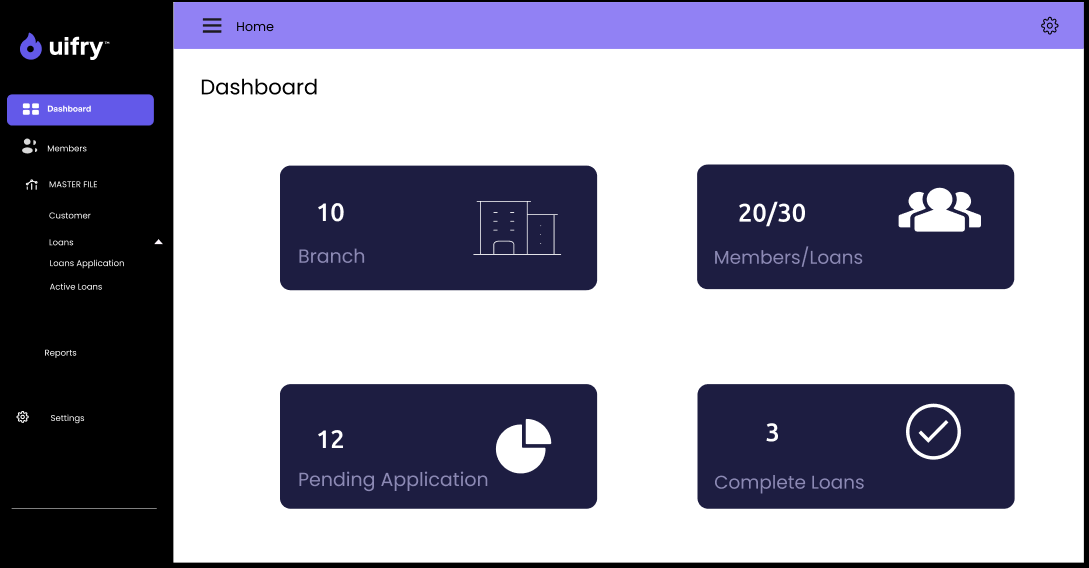 uifry™
Dashboard
Members
MASTER FILE
Customer
Loans
Loans Application
Active Loans
Reports
Settings
Home
Dashboard
10
Branch
20/30
Members/Loans
12
Pending Application
3
Complete Loans